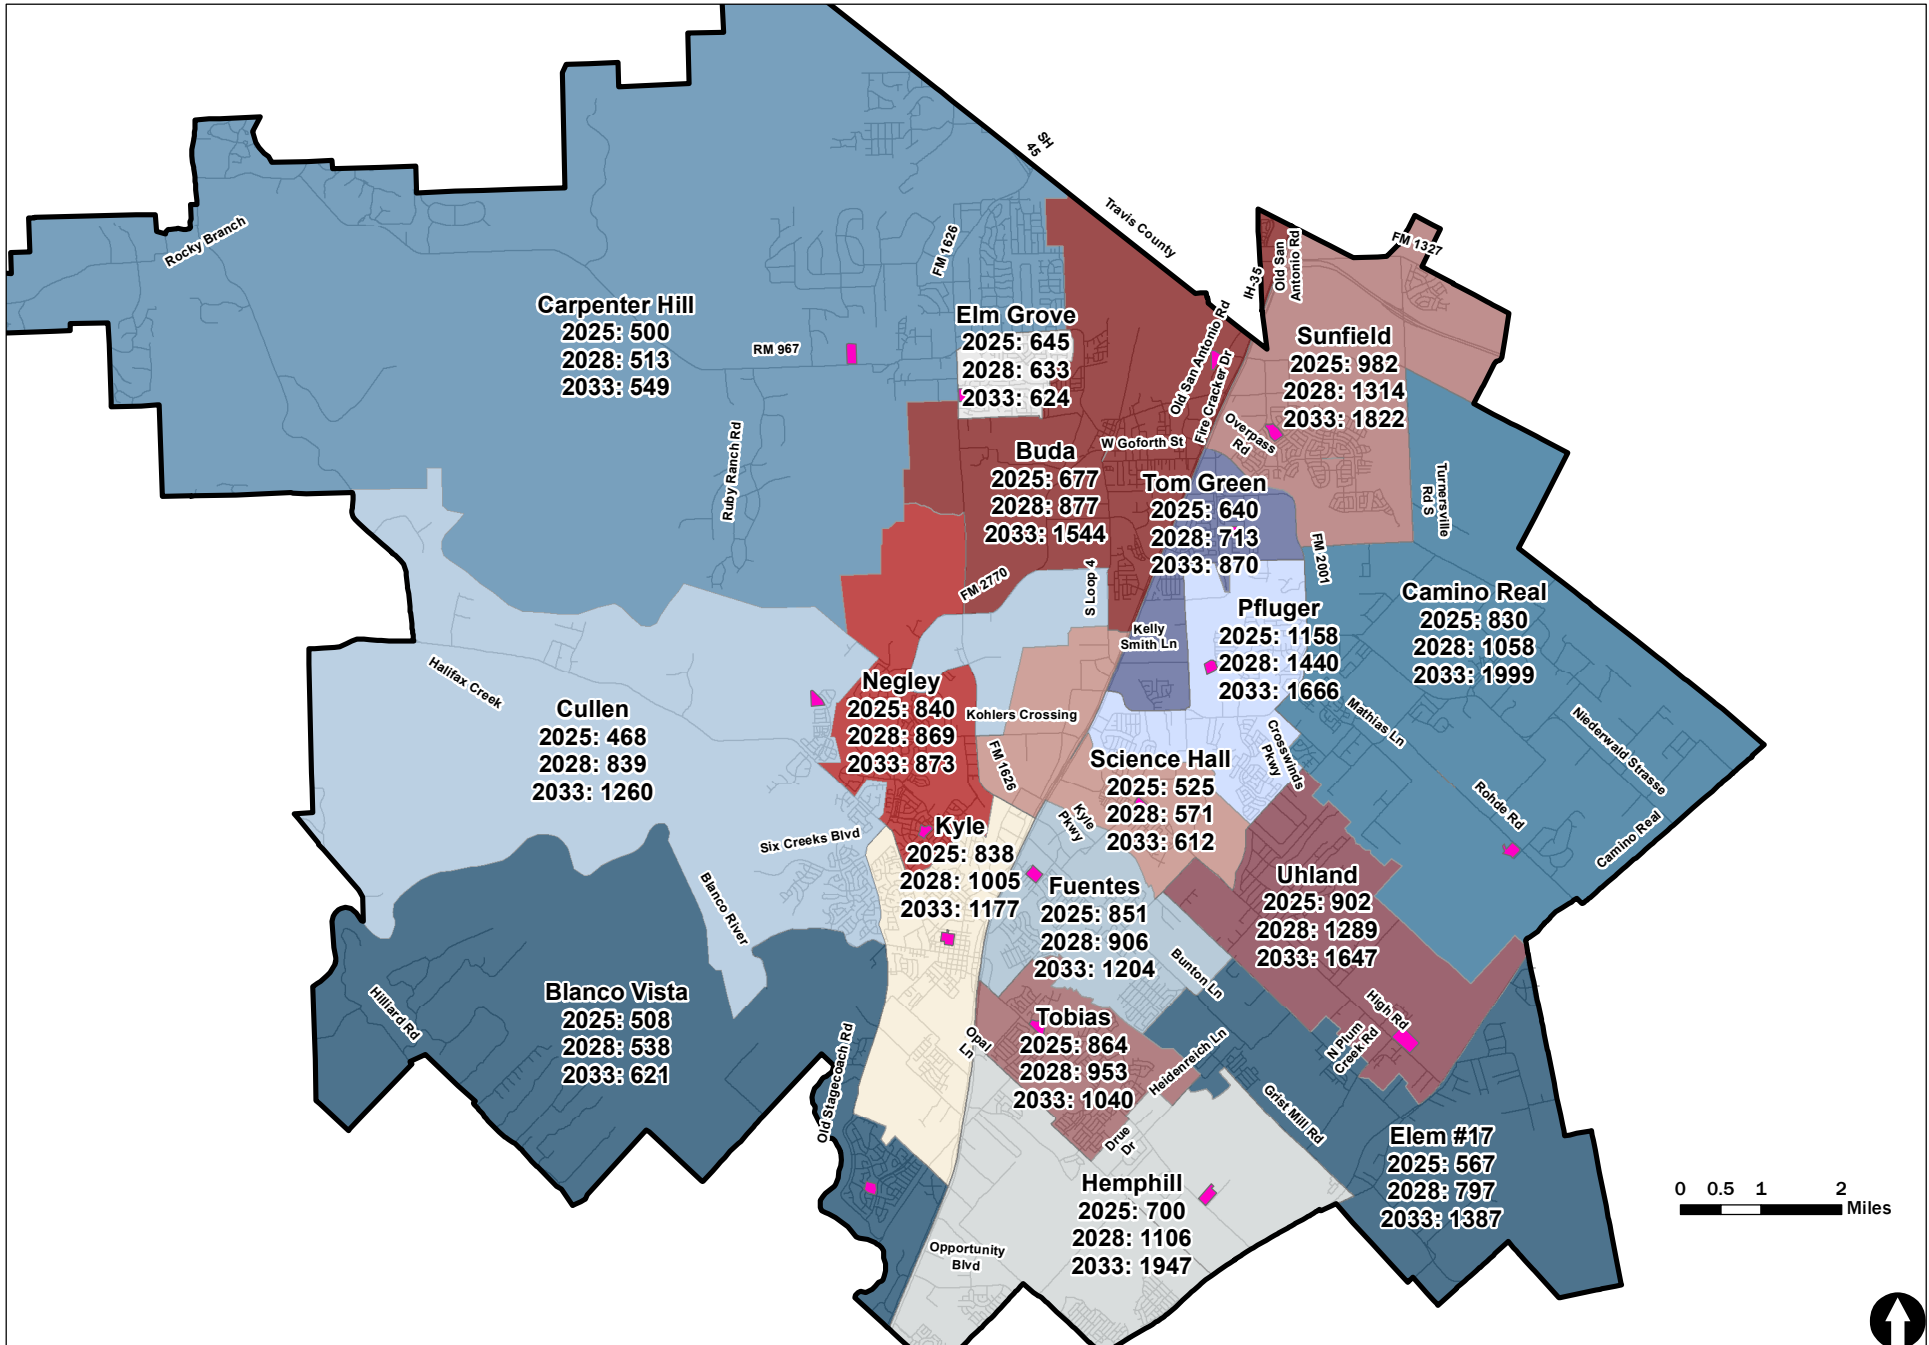 SH
45
Travis County
FM 1327
Old San
Antonio Rd
IH-35
Rocky Branch
FM 1626
Carpenter Hill
2025: 500
2028: 513
2033: 549
RM 967
Elm Grove
2025: 645
2028: 633
2033: 624
Old San Antonio Rd
Fire Cracker Dr
Sunfield
2025: 982
2028: 1314
2033: 1822
Overpass
Rd
W Goforth St
Buda
2025: 677
2028: 877
2033: 1544
Ruby Ranch Rd
Tom Green
2025: 640
2028: 713
2033: 870
Turnersville
Rd S
FM 2001
FM 2770
S Loop 4
Camino Real
2025: 830
2028: 1058
2033: 1999
Pfluger
2025: 1158
2028: 1440
2033: 1666
Kelly
Smith Ln
Halifax Creek
Cullen
2025: 468
2028: 839
2033: 1260
Negley
2025: 840
2028: 869
2033: 873
Kohlers Crossing
FM 1626
Mathias Ln
Niederwald Strasse
Crosswinds
Pkwy
Science Hall
2025: 525
2028: 571
2033: 612
Rohde Rd
Camino Real
Kyle
Pkwy
Six Creeks Blvd
Kyle
2025: 838
2028: 1005
2033: 1177
Blanco River
Fuentes
2025: 851
2028: 906
2033: 1204
Uhland
2025: 902
2028: 1289
2033: 1647
Bunton Ln
Blanco Vista
2025: 508
2028: 538
2033: 621
Hilliard Rd
High Rd
N Plum
Creek Rd
Opal
Ln
Tobias
2025: 864
2028: 953
2033: 1040
Old Stagecoach Rd
Heidenreich Ln
Grist Mill Rd
Drue
Dr
Elem #17
2025: 567
2028: 797
2033: 1387
Hemphill
2025: 700
2028: 1106
2033: 1947
Opportunity
Blvd
0 0.5 1 2
Miles